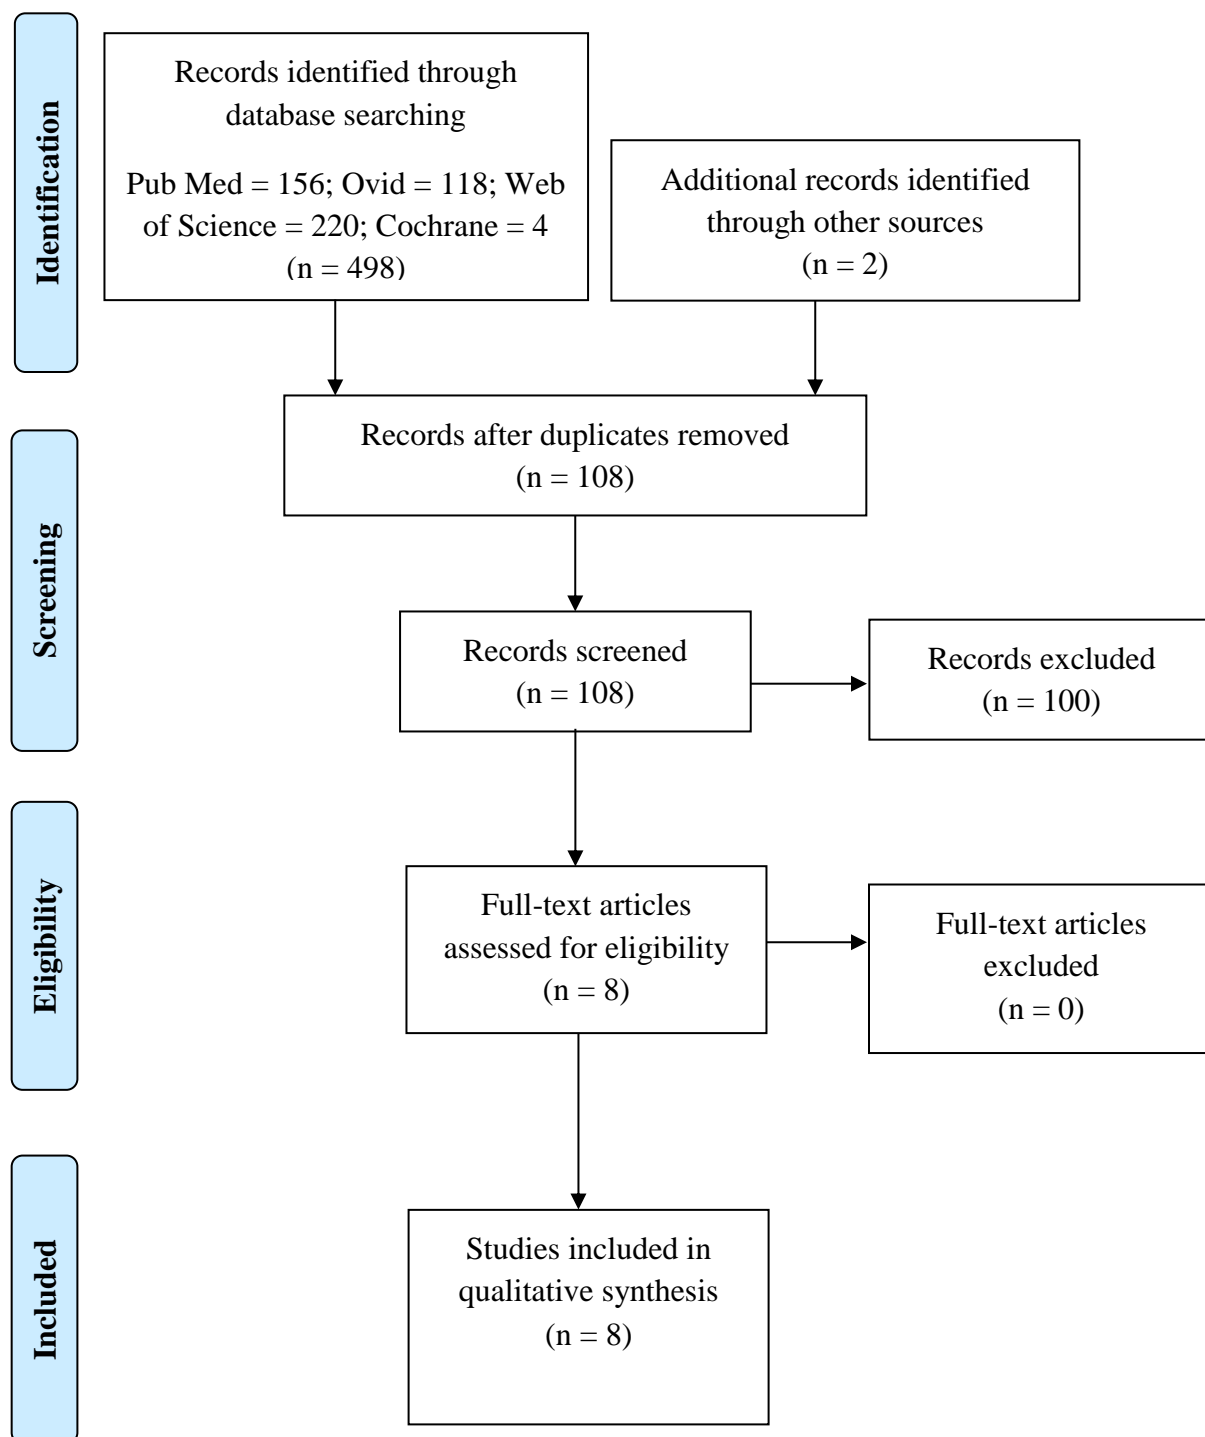 Identification
Records identified through
database searching
Pub Med = 156; Ovid = 118; Web
of Science = 220; Cochrane = 4
(n = 498)
Additional records identified
through other sources
(n = 2)
Records after duplicates removed
(n = 108)
Screening
Records screened
(n = 108)
Records excluded
(n = 100)
Eligibility
Full-text articles
assessed for eligibility
(n = 8)
Full-text articles
excluded
(n = 0)
Included
Studies included in
qualitative synthesis
(n = 8)